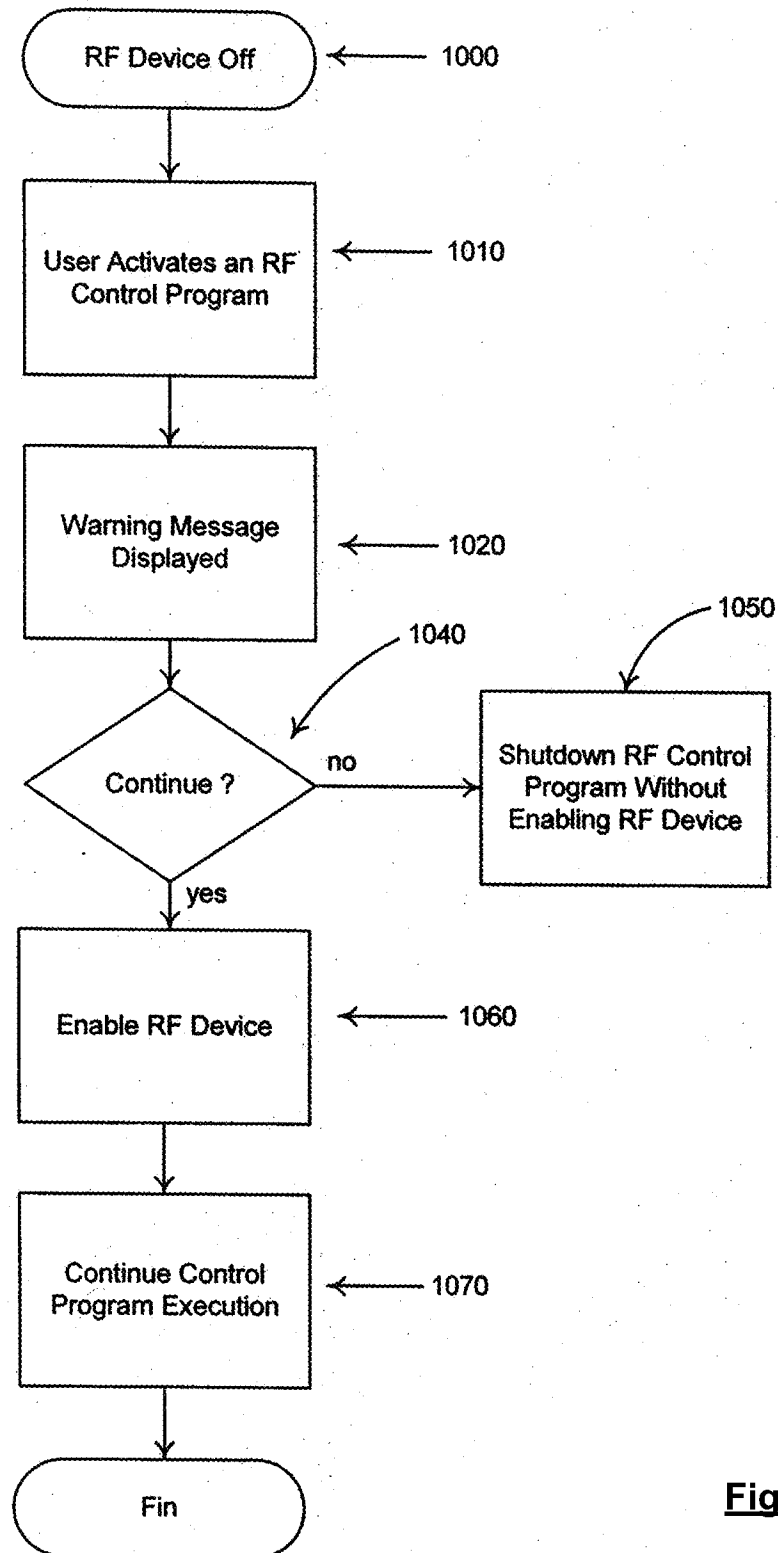 RF Device Off
1000
User Activates an RF
Control Program
1010
Warning Message
Displayed
1020
1040
1050
Continue ?
no
Shutdown RF Control
Program Without
Enabling RF Device
yes
Enable RF Device
1060
Continue Control
Program Execution
1070
Fin
Fig